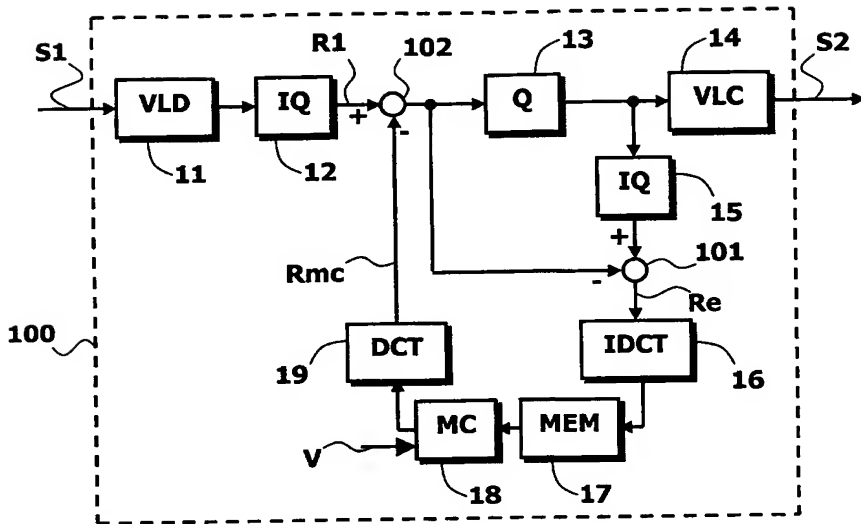 S1
R1
102
13
14
S2
VLD
IQ
+
-
Q
VLC
11
12
IQ
15
+
101
-
Rmc
Re
100
DCT
IDCT
19
16
MC
MEM
V
18
17